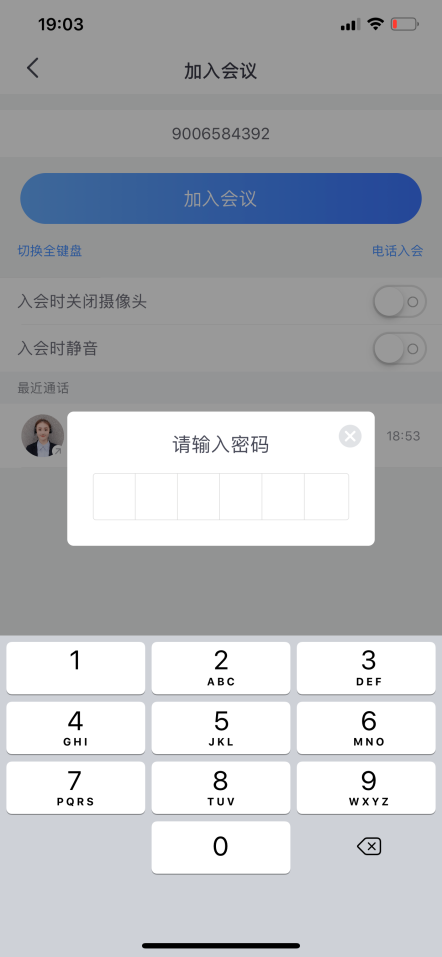 19:03
加入会议
9006584392
加入会议
切换全键盘 电话入会
入会时关闭摄像头
入会时静音
最近通话
18:53
请输入密码
1 2 3
ABC DEF
4 5 6
GHI JKL MNO
7 8 9
PQRS TUV WXYZ
0